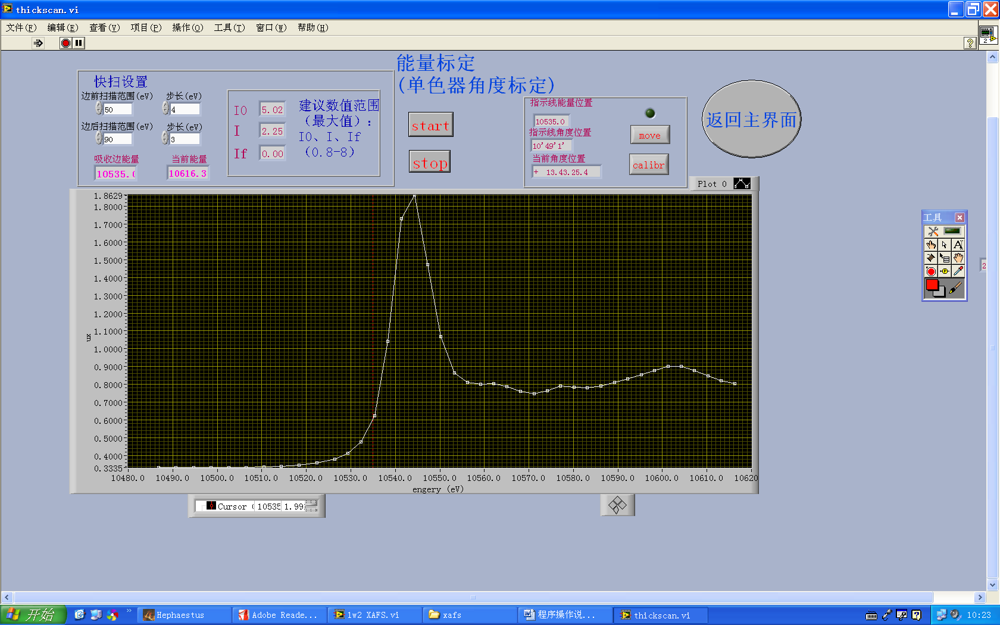 thickscan.vi
文件(F) 编辑(E) 查看(V) 项目(P) 操作(O) 工具(T) 窗口(W) 帮助(H)
2
?
能量标定
(单色器角度标定)
快扫设置
边前扫描范围(eV) 步长(eV)
50 4
边后扫描范围(eV) 步长(eV)
90 3
吸收边能量 当前能量
10535. 10616.3
I0 5.02
I 2.25
If 0.00
建议数值范围
(最大值):
I0、I、If
(0.8-8)
start
stop
指示线能量位置
10535.0
指示线角度位置
10'49'1'
当前角度位置
+ 13.43.25.4
move
calibr
返回主界面
Plot 0
1.8629
1.8000
1.7000
1.6000
1.5000
1.4000
1.3000
1.2000
1.1000
1.0000
0.9000
0.8000
0.7000
0.6000
0.5000
0.4000
0.3335
ux
10480.0 10490.0 10500.0 10510.0 10520.0 10530.0 10540.0 10550.0 10560.0 10570.0 10580.0 10590.0 10600.0 10610.0 10620
engery (eV)
Cursor 10535 1.99
工具
2
开始 Hephaestus Adobe Reade... 1w2 XAFS.vi xafs 程序操作说... thickscan.vi 10:23